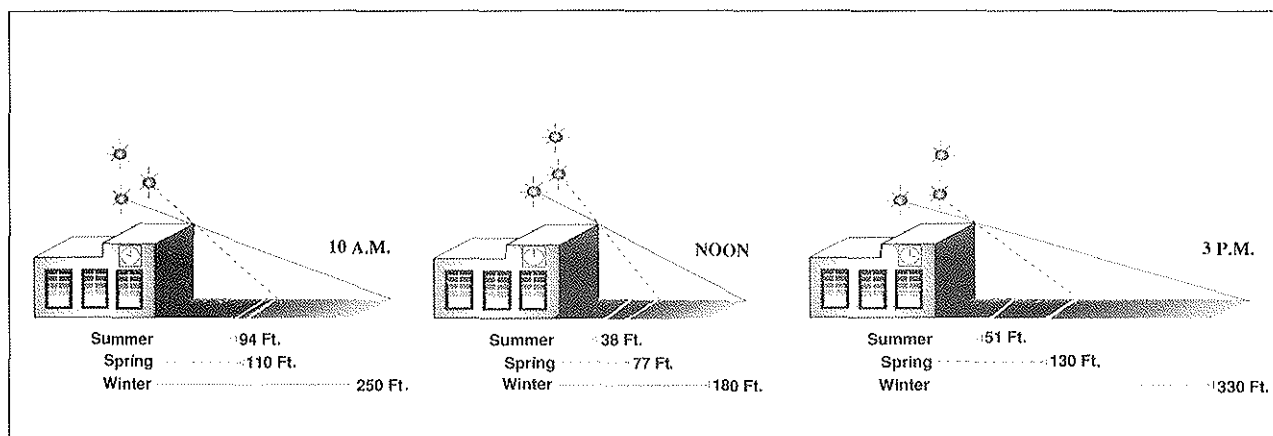 10 A.M.
Summer 94 Ft.
Spring 110 Ft.
Winter 250 Ft.
NOON
Summer 38 Ft.
Spring 77 Ft.
Winter 180 Ft.
3 P.M.
Summer 51 Ft.
Spring 130 Ft.
Winter 330 Ft.